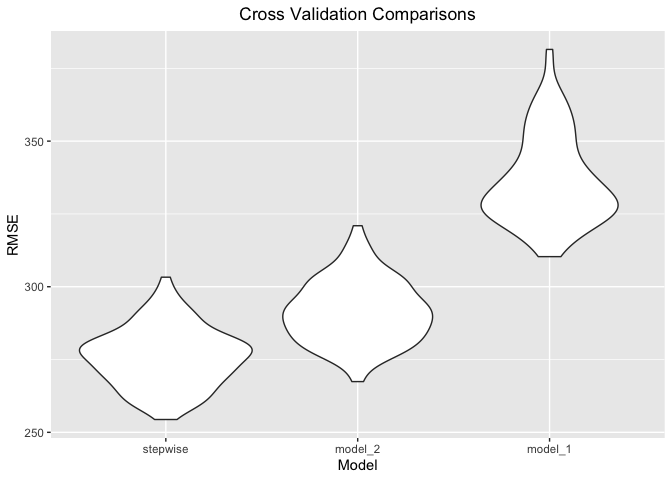 Cross Validation Comparisons
RMSE
350
300
250
stepwise model_2 model_1
Model